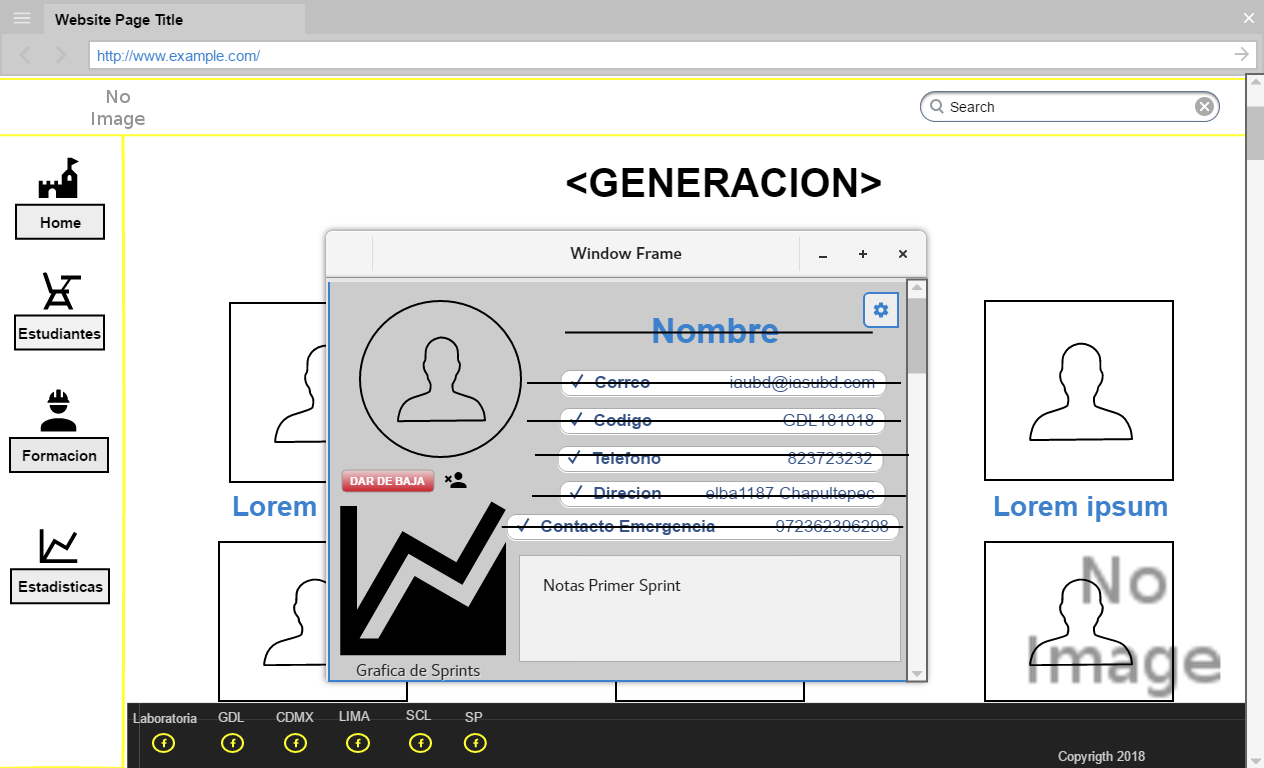 Website Page Title
http://www.example.com/
No
Image
Search
<GENERACION>
Home
Estudiantes
Formacion
Estadisticas
Window Frame
Nombre
Correo iaubd@iasubd.com
Codigo GDL181018
Telefono 823723232
Direcion elba1187 Chapultepec
Contacto Emergencia 972362396298
DAR DE BAJA
Notas Primer Sprint
Grafica de Sprints
Lorem
Lorem ipsum
No
Image
Laboratoria GDL CDMX LIMA SCL SP
Copyrigth 2018